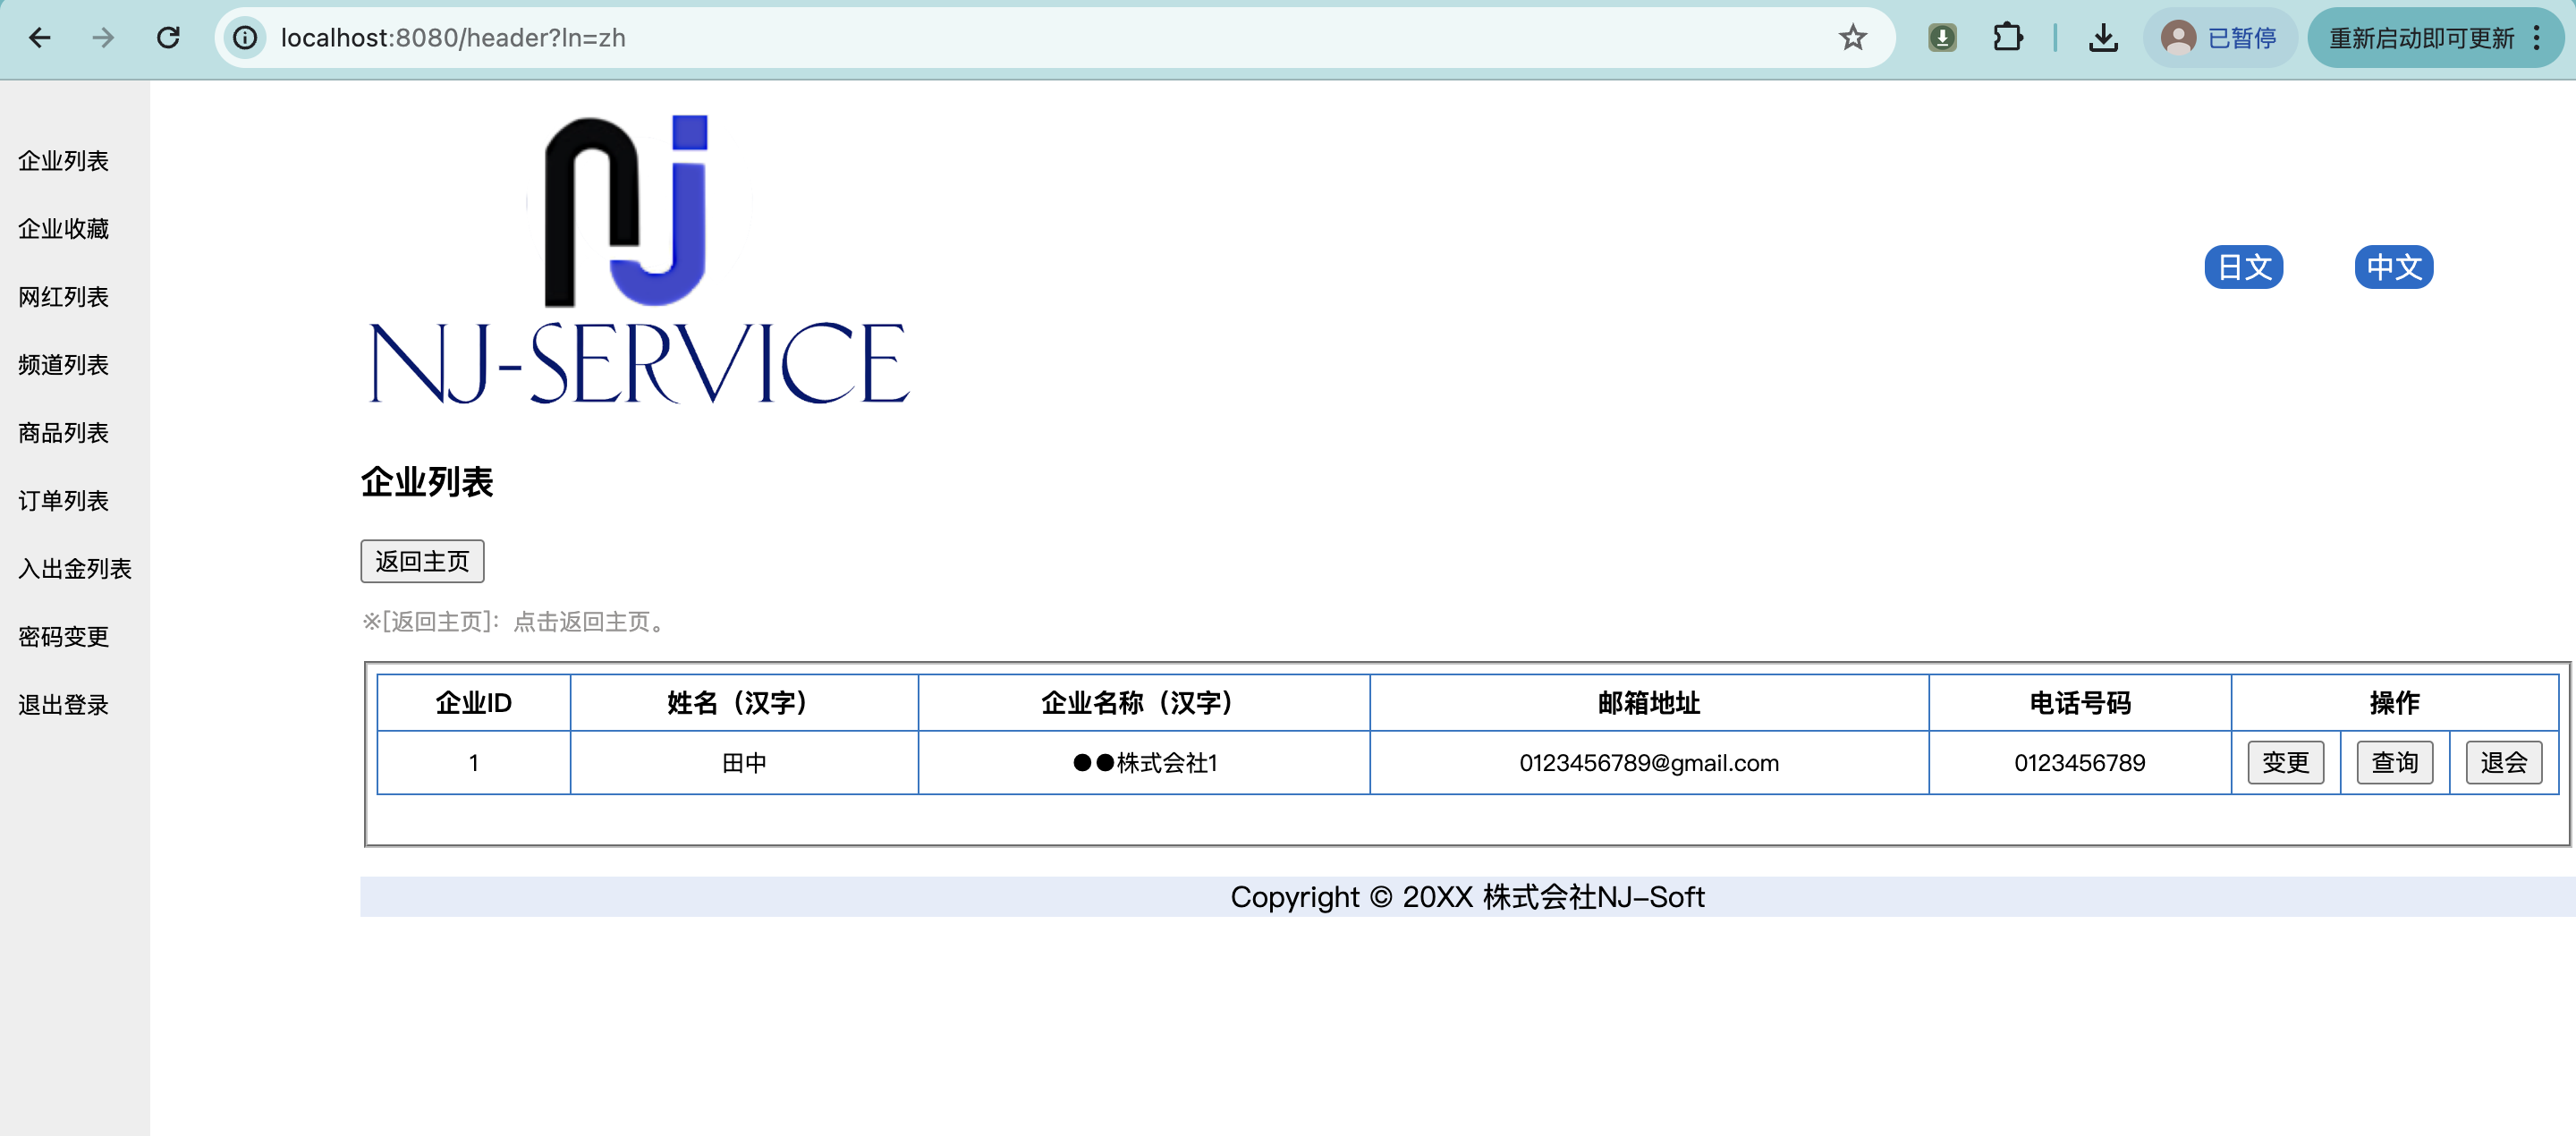 localhost:8080/header?ln=zh
已暂停
重新启动即可更新
企业列表
企业收藏
网红列表
频道列表
商品列表
订单列表
入出金列表
密码变更
退出登录
nj
NJ-SERVICE
日文
中文
企业列表
返回主页
※[返回主页]：点击返回主页。
企业ID 姓名（汉字） 企业名称（汉字） 邮箱地址 电话号码 操作
1 田中 ●●株式会社1 0123456789@gmail.com 0123456789 变更 查询 退会
Copyright © 20XX 株式会社NJ-Soft